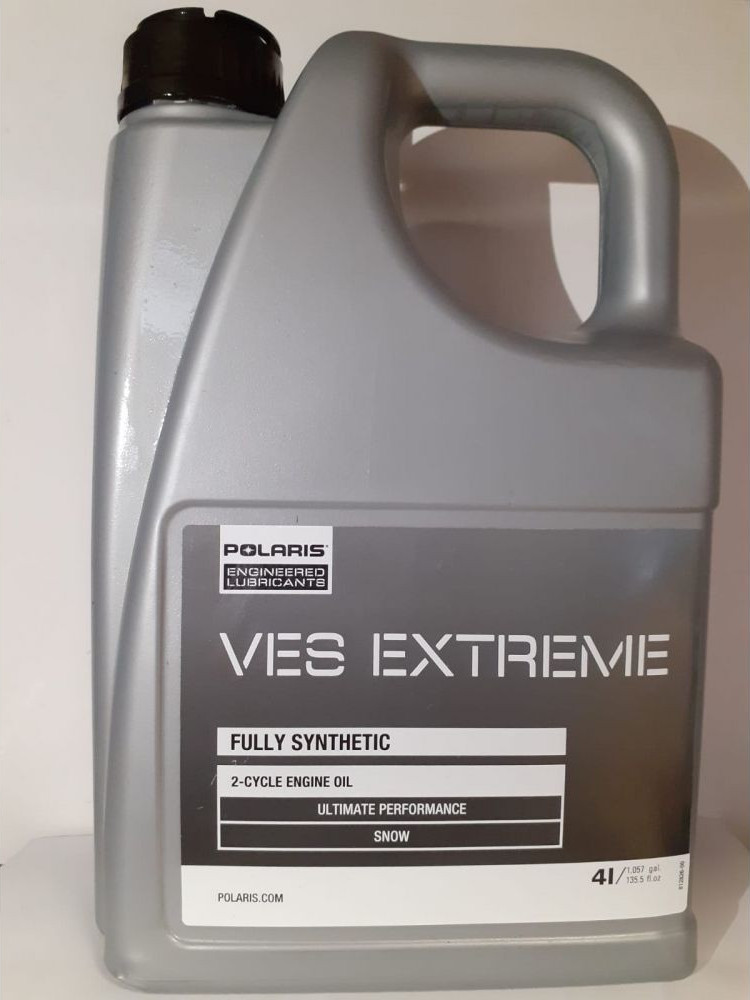 POLARIS
ENGINEERED
LUBRICANTS
VES EXTREME
FULLY SYNTHETIC
2-CYCLE ENGINE OIL
ULTIMATE PERFORMANCE
SNOW
4l/1,057 gal.
135.5 fl.oz
POLARIS.COM